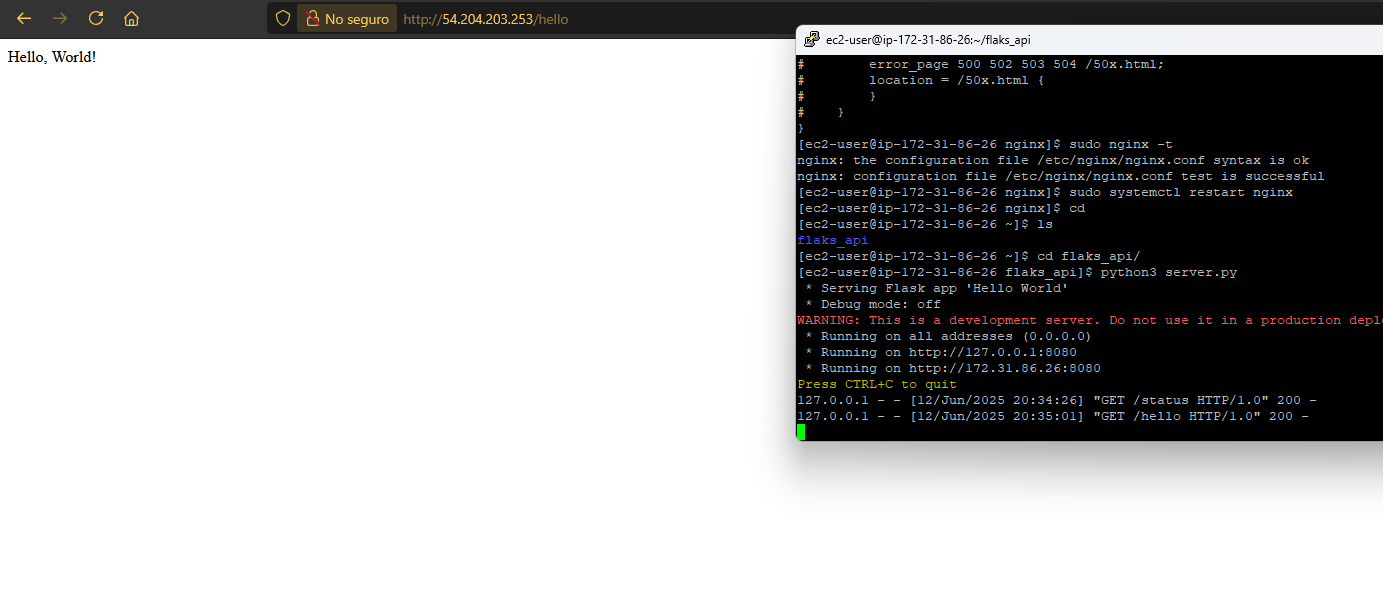 No seguro http://54.204.203.253/hello
Hello, World!
ec2-user@ip-172-31-86-26:~/flaks_api
#        error_page 500 502 503 504 /50x.html;
#        location = /50x.html {
#        }
#    }
}
[ec2-user@ip-172-31-86-26 nginx]$ sudo nginx -t
nginx: the configuration file /etc/nginx/nginx.conf syntax is ok
nginx: configuration file /etc/nginx/nginx.conf test is successful
[ec2-user@ip-172-31-86-26 nginx]$ sudo systemctl restart nginx
[ec2-user@ip-172-31-86-26 nginx]$ cd
[ec2-user@ip-172-31-86-26 ~]$ ls
flaks_api
[ec2-user@ip-172-31-86-26 ~]$ cd flaks_api/
[ec2-user@ip-172-31-86-26 flaks_api]$ python3 server.py
 * Serving Flask app 'Hello World'
 * Debug mode: off
WARNING: This is a development server. Do not use it in a production
 * Running on all addresses (0.0.0.0)
 * Running on http://127.0.0.1:8080
 * Running on http://172.31.86.26:8080
Press CTRL+C to quit
127.0.0.1 - - [12/Jun/2025 20:34:26] "GET /status HTTP/1.0" 200 -
127.0.0.1 - - [12/Jun/2025 20:35:01] "GET /hello HTTP/1.0" 200 -